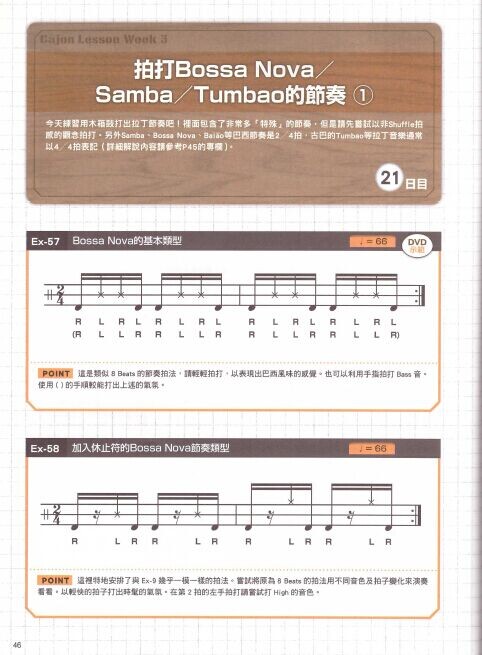 Cajon Lesson Week 3
拍打Bossa Nova／
Samba／Tumbao的節奏 ①
今天練習用木箱鼓打出拉丁節奏吧！裡面包含了非常多「特殊」的節奏，但是請先嘗試以非Shuffle拍
感的觀念拍打。另外Samba、Bossa Nova、Baião等巴西節奏是2／4拍，古巴的Tumbao等拉丁音樂通常
以4／4拍表記（詳細解說內容請參考P45的專欄）。
21日目
Ex-57 Bossa Nova的基本類型 ♩= 66 DVD
示範
2
4
R L R L R L R L R L R L R L R L
(R L L R R L L R R L L R R L L R)
POINT 這是類似 8 Beats 的節奏拍法，請輕輕拍打，以表現出巴西風味的感覺。也可以利用手指拍打 Bass 音。
使用 ( ) 的手順較能打出上述的氣氛。
Ex-58 加入休止符的Bossa Nova節奏類型 ♩= 66
2
4
R L R R L R R L R R L R
POINT 這裡特地安排了與 Ex-9 幾乎一模一樣的拍法。嘗試將原為 8 Beats 的拍法用不同音色及拍子變化來演奏
看看。以輕快的拍子打出時髦的氣氛。在第 2 拍的左手拍打請嘗試打 High 的音色。
46